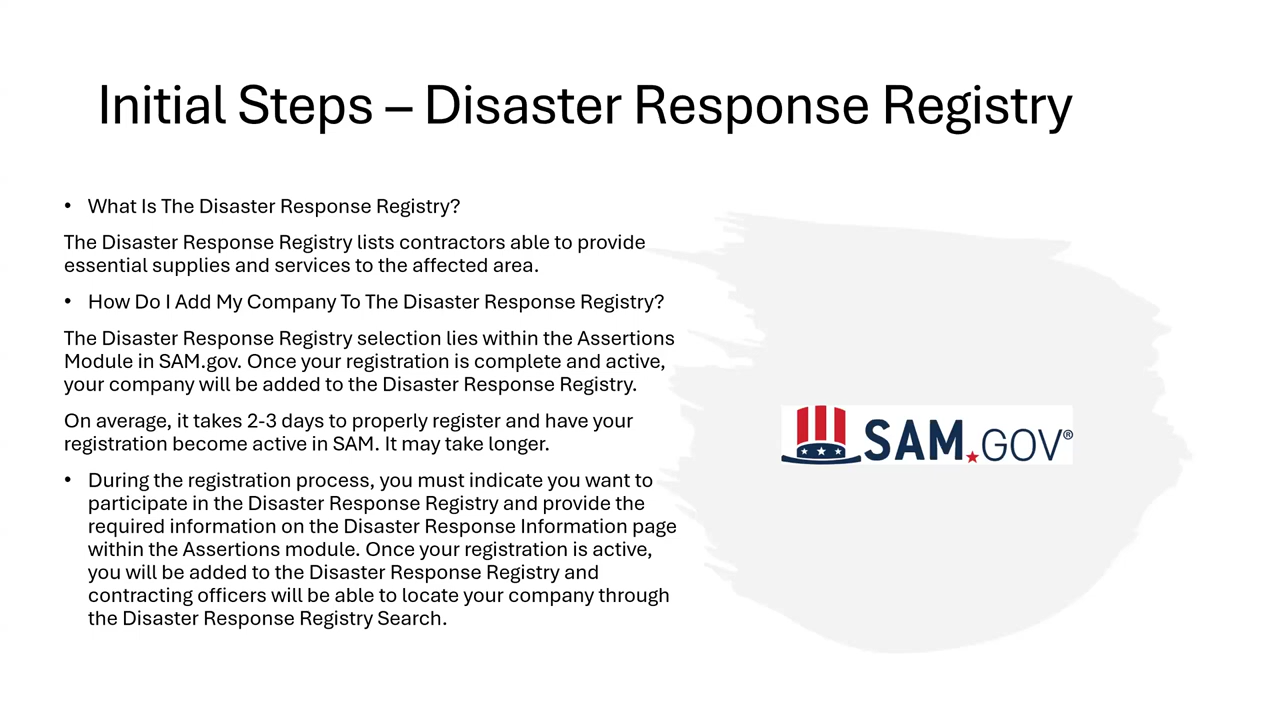 Initial Steps – Disaster Response Registry
• What Is The Disaster Response Registry?
The Disaster Response Registry lists contractors able to provide
essential supplies and services to the affected area.
• How Do I Add My Company To The Disaster Response Registry?
The Disaster Response Registry selection lies within the Assertions
Module in SAM.gov. Once your registration is complete and active,
your company will be added to the Disaster Response Registry.
On average, it takes 2-3 days to properly register and have your
registration become active in SAM. It may take longer.
• During the registration process, you must indicate you want to
participate in the Disaster Response Registry and provide the
required information on the Disaster Response Information page
within the Assertions module. Once your registration is active,
you will be added to the Disaster Response Registry and
contracting officers will be able to locate your company through
the Disaster Response Registry Search.
SAM.GOV®